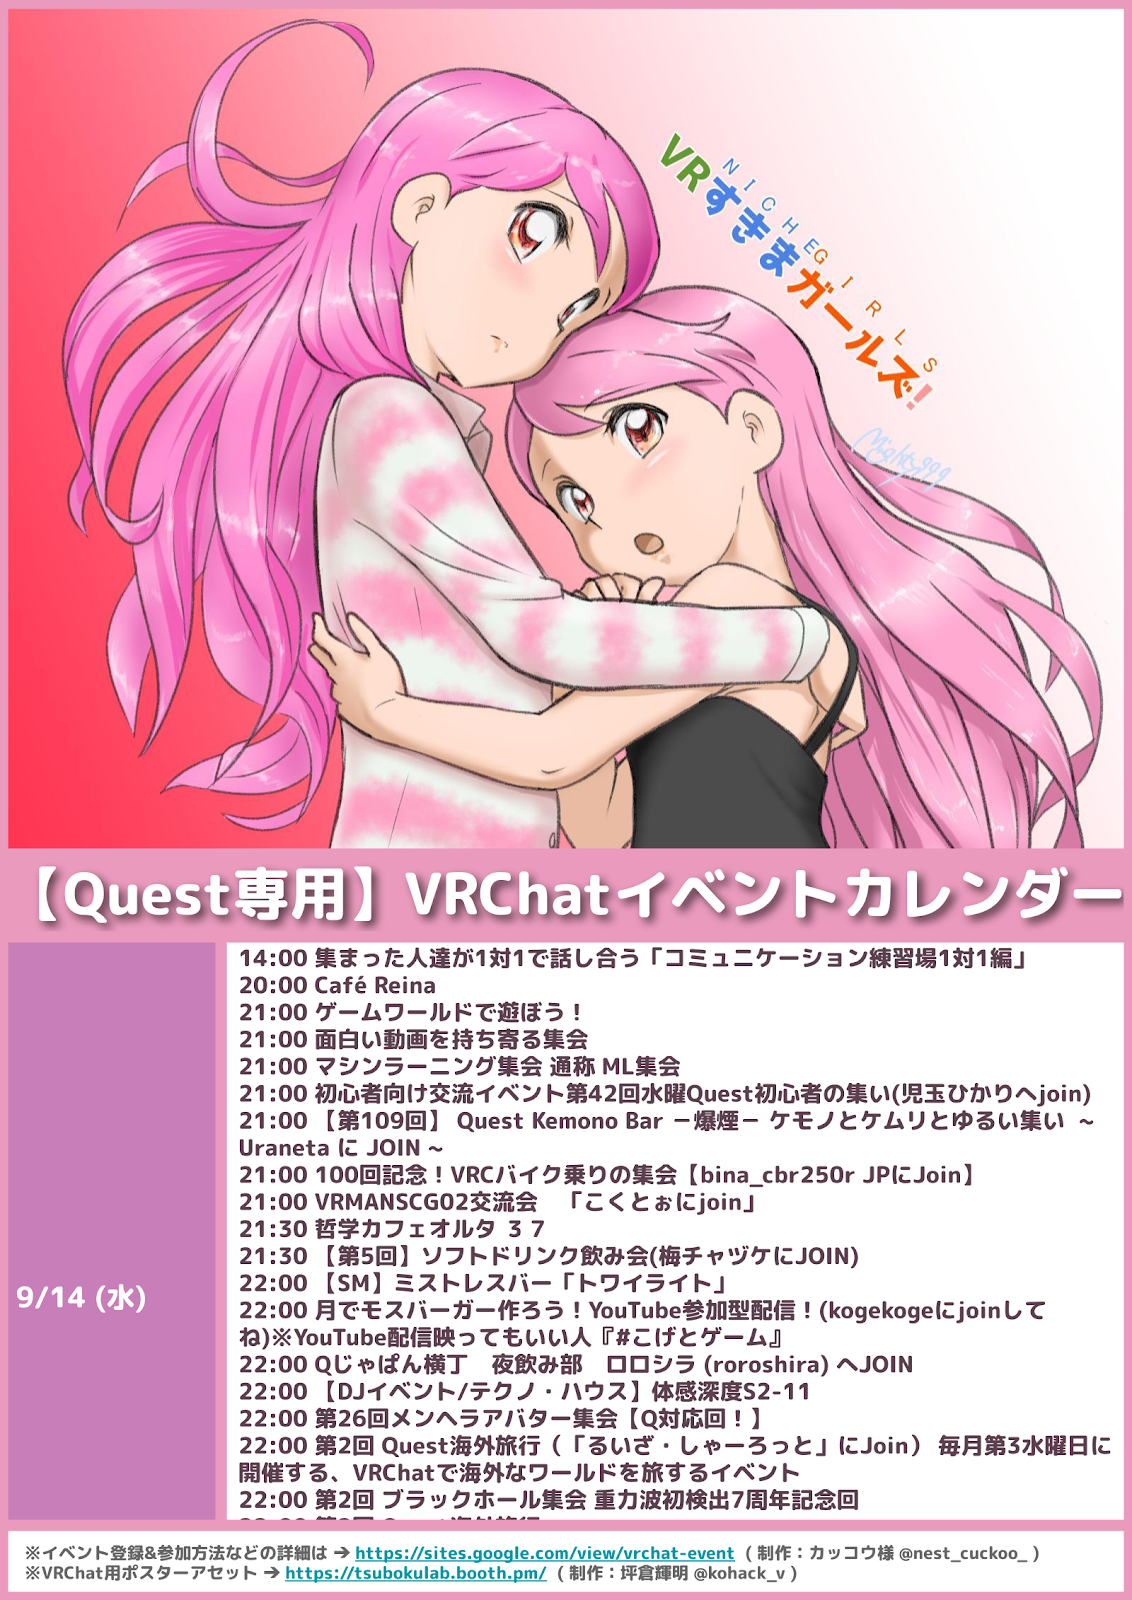 NICHE GIRLS
VRすきまガールズ!
Mighty999
【Quest専用】VRChatイベントカレンダー
9/14 (水)
14:00 集まった人達が1対1で話し合う「コミュニケーション練習場1対1編」
20:00 Café Reina
21:00 ゲームワールドで遊ぼう！
21:00 面白い動画を持ち寄る集会
21:00 マシンラーニング集会 通称 ML集会
21:00 初心者向け交流イベント第42回水曜Quest初心者の集い(児玉ひかりへjoin)
21:00 【第109回】 Quest Kemono Bar －爆煙－ ケモノとケムリとゆるい集い ～
Uraneta に JOIN ~
21:00 100回記念！VRCバイク乗りの集会【bina_cbr250r JPにJoin】
21:00 VRMANSCG02交流会　「こくとぉにjoin」
21:30 哲学カフェオルタ ３７
21:30 【第5回】ソフトドリンク飲み会(梅チャヅケにJOIN)
22:00 【SM】ミストレスバー「トワイライト」
22:00 月でモスバーガー作ろう！YouTube参加型配信！(kogekogeにjoinして
ね)※YouTube配信映ってもいい人『#こげとゲーム』
22:00 Qじゃぱん横丁　夜飲み部　ロロシラ (roroshira) へJOIN
22:00 【DJイベント/テクノ・ハウス】体感深度S2-11
22:00 第26回メンヘラアバター集会【Q対応回！】
22:00 第2回 Quest海外旅行（「るいざ・しゃーろっと」にJoin） 毎月第3水曜日に
開催する、VRChatで海外なワールドを旅するイベント
22:00 第2回 ブラックホール集会 重力波初検出7周年記念回
※イベント登録&参加方法などの詳細は ➔ https://sites.google.com/view/vrchat-event ( 制作：カッコウ様 @nest_cuckoo_ )
※VRChat用ポスターアセット ➔ https://tsubokulab.booth.pm/ ( 制作：坪倉輝明 @kohack_v )